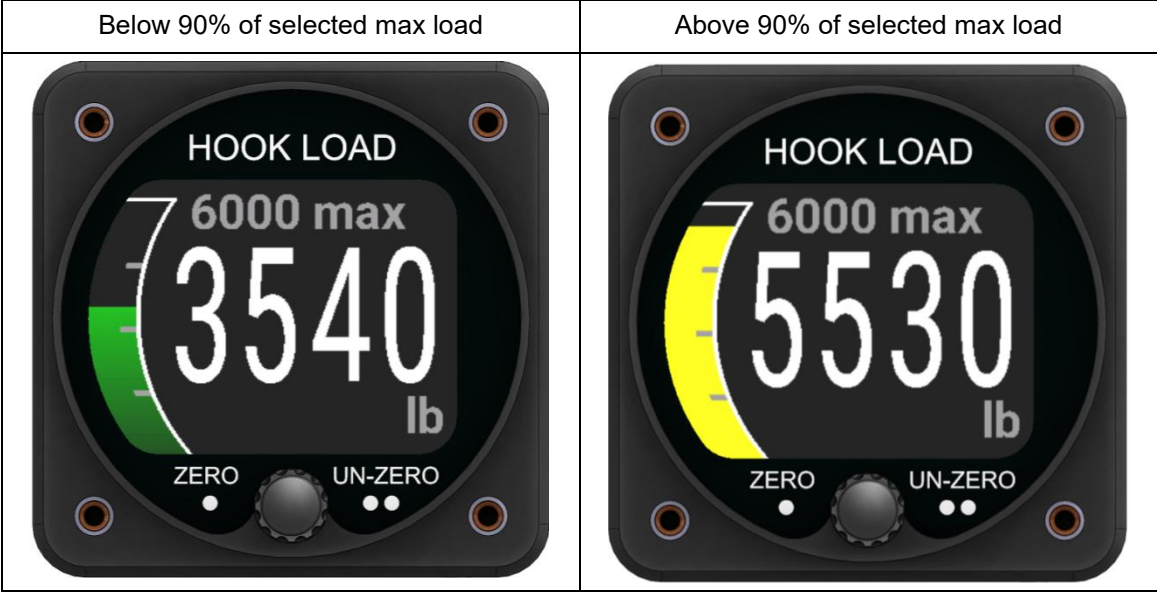 Below 90% of selected max load
Above 90% of selected max load
HOOK LOAD
6000 max
3540
lb
ZERO
UN-ZERO
HOOK LOAD
6000 max
5530
lb
ZERO
UN-ZERO